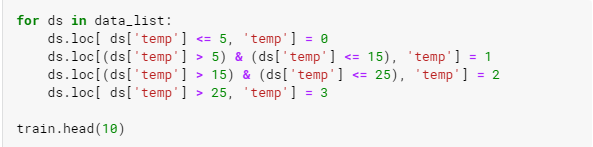 for ds in data_list:
    ds.loc[ ds['temp'] <= 5, 'temp'] = 0
    ds.loc[(ds['temp'] > 5) & (ds['temp'] <= 15), 'temp'] = 1
    ds.loc[(ds['temp'] > 15) & (ds['temp'] <= 25), 'temp'] = 2
    ds.loc[ ds['temp'] > 25, 'temp'] = 3

train.head(10)